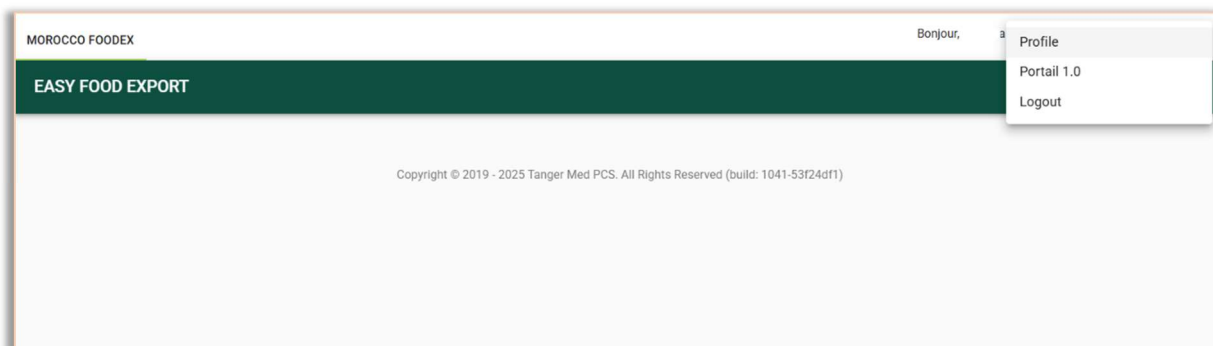 MOROCCO FOODEX
Bonjour,
Profile
Portail 1.0
Logout
EASY FOOD EXPORT
Copyright © 2019 - 2025 Tanger Med PCS. All Rights Reserved (build: 1041-53f24df1)